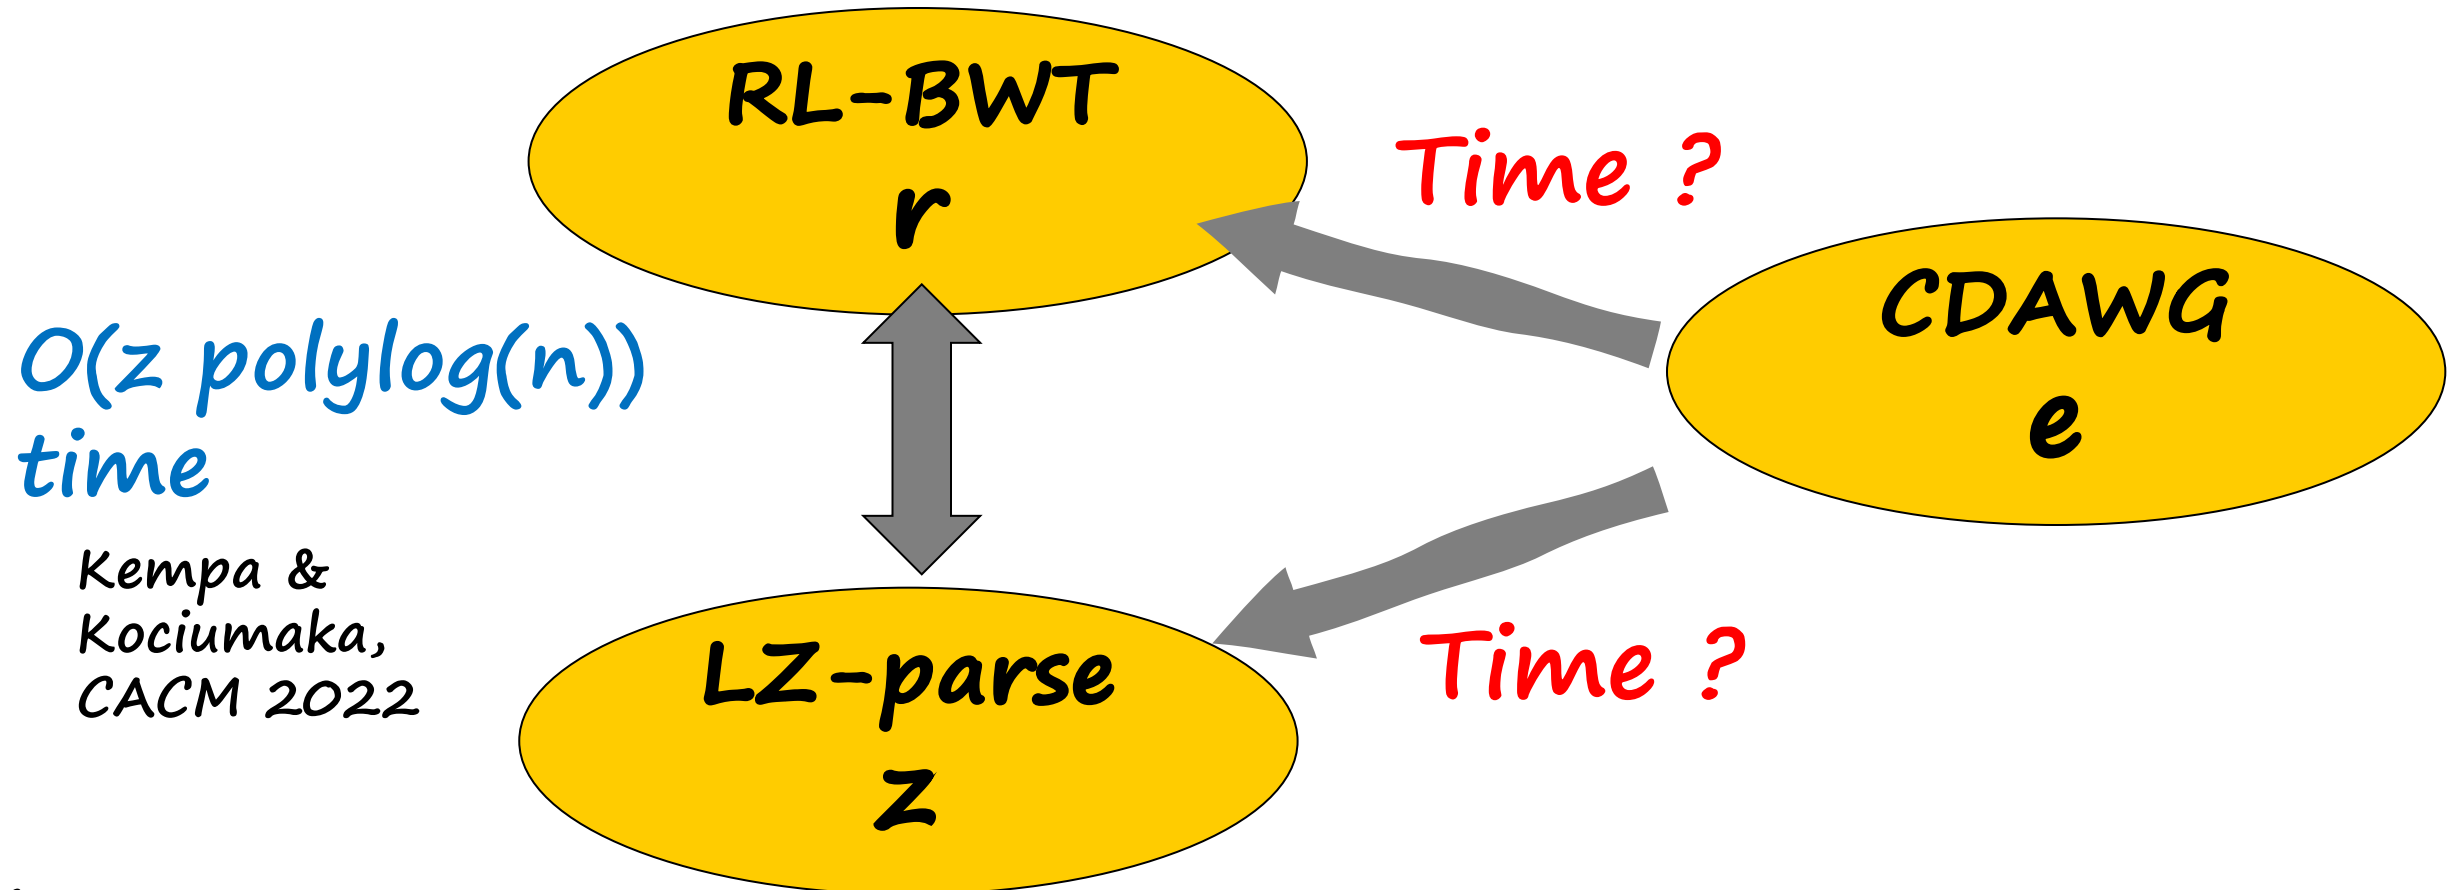 RL-BWT
r
Time ?
CDAWG
e
O(z polylog(n))
time
Kempa &
Kociumaka,
CACM 2022
LZ-parse
z
Time ?